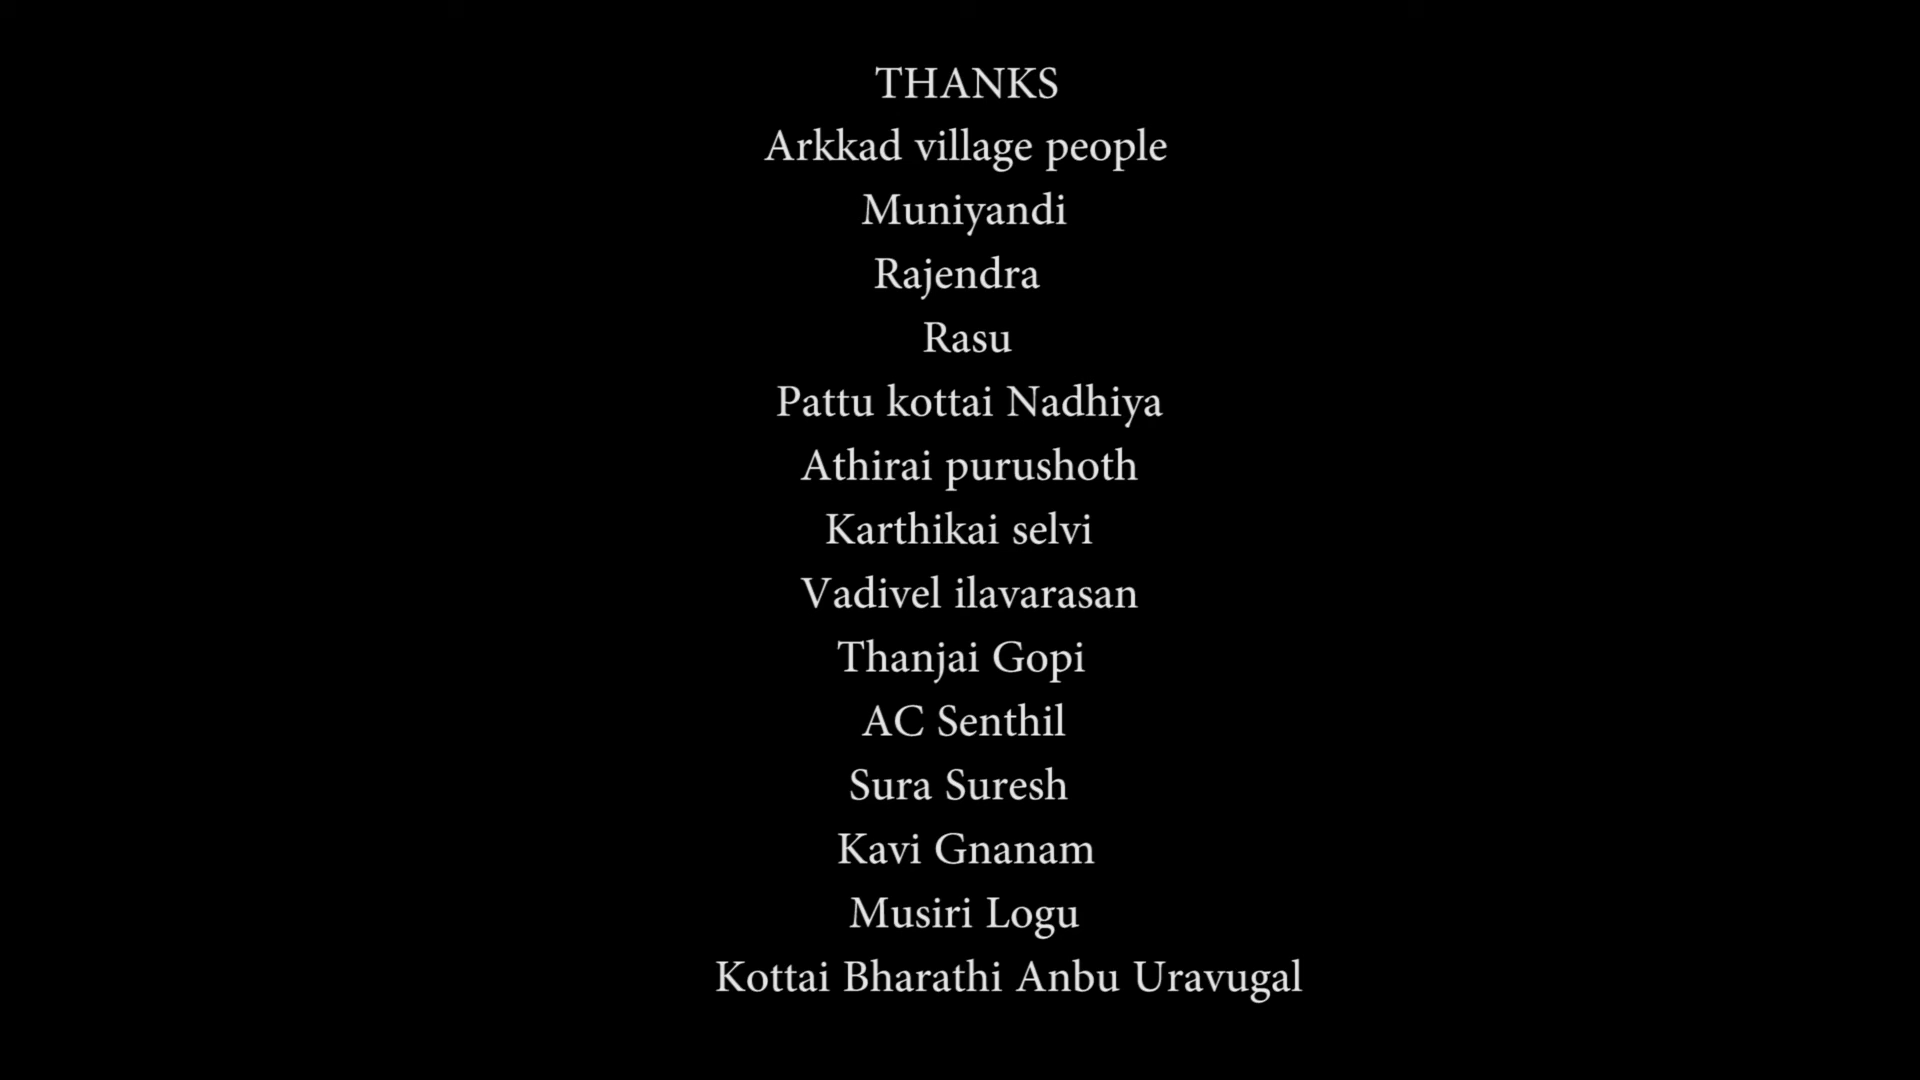 THANKS
Arkkad village people
Muniyandi
Rajendra
Rasu
Pattu kottai Nadhiya
Athirai purushoth
Karthikai selvi
Vadivel ilavarasan
Thanjai Gopi
AC Senthil
Sura Suresh
Kavi Gnanam
Musiri Logu
Kottai Bharathi Anbu Uravugal